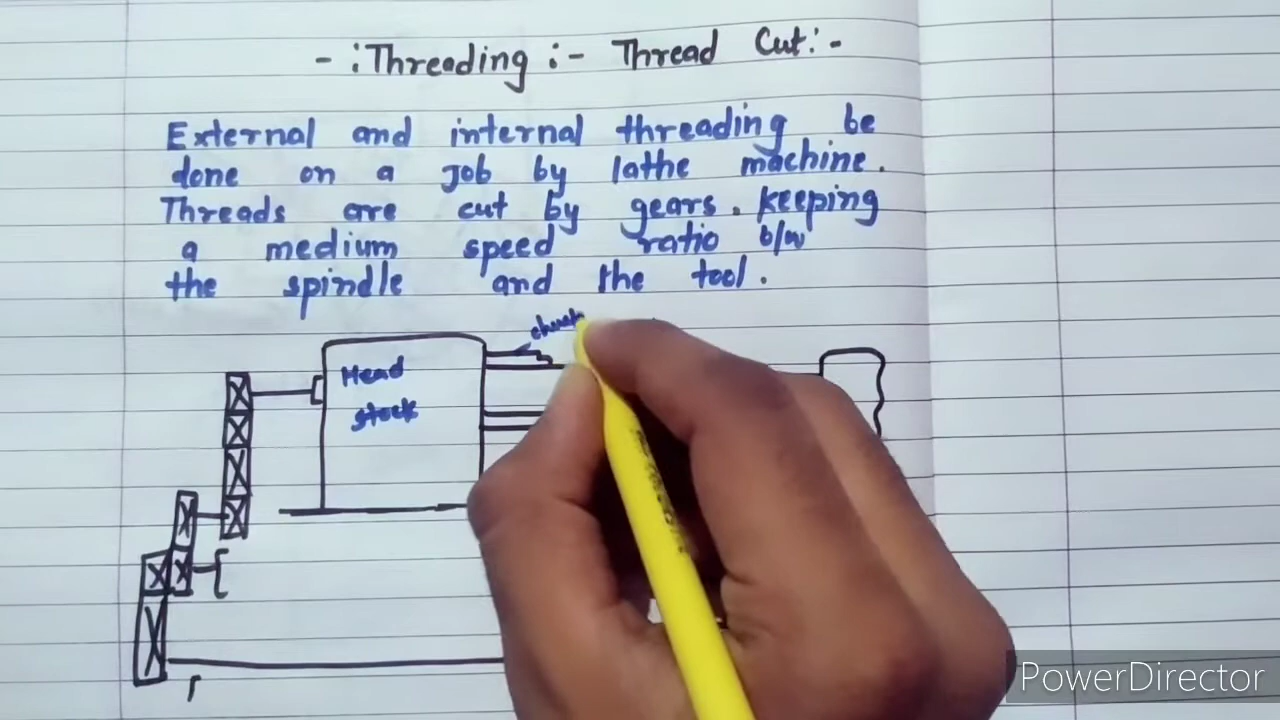 - : Threading :- Thread Cut :-
External and internal threading be
done on a Job by lathe machine.
Threads are cut by gears. Keeping
a medium speed ratio b/w
the spindle and the tool.
chuck
Head
stock
PowerDirector